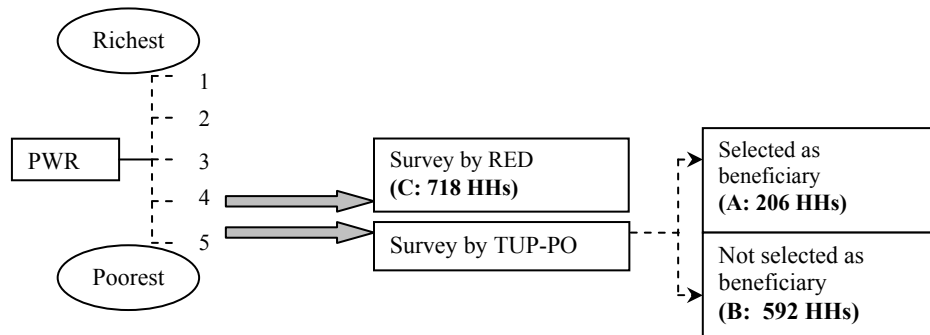 Richest
1
2
PWR
3
4
5
Poorest
Survey by RED
(C: 718 HHs)
Survey by TUP-PO
Selected as
beneficiary
(A: 206 HHs)
Not selected as
beneficiary
(B: 592 HHs)